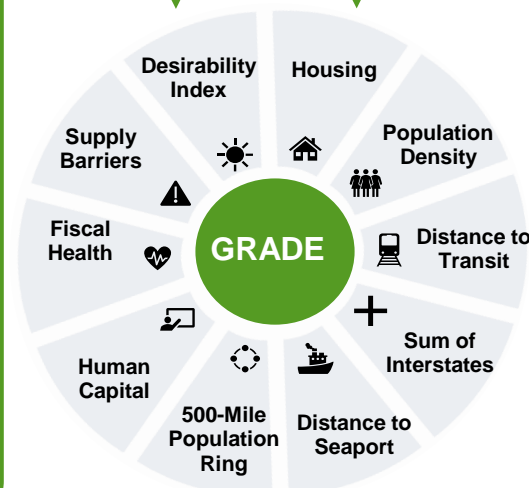 Desirability
Index
Housing
Supply
Barriers
Population
Density
Fiscal
Health
GRADE
Distance to
Transit
Human
Capital
Sum of
Interstates
500-Mile
Population
Ring
Distance to
Seaport